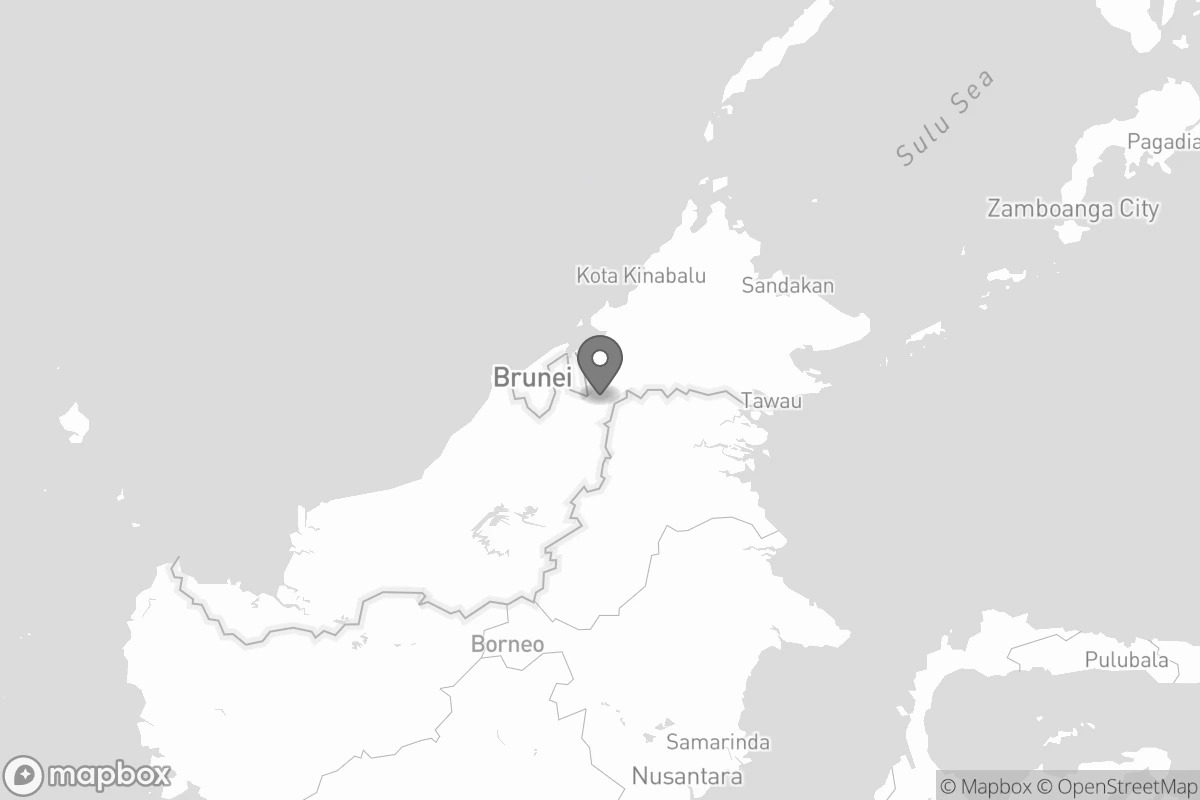 Sulu Sea
Pagadia
Zamboanga City
Kota Kinabalu
Sandakan
Brunei
Tawau
Borneo
Pulubala
Samarinda
Nusantara
mapbox
© Mapbox © OpenStreetMap